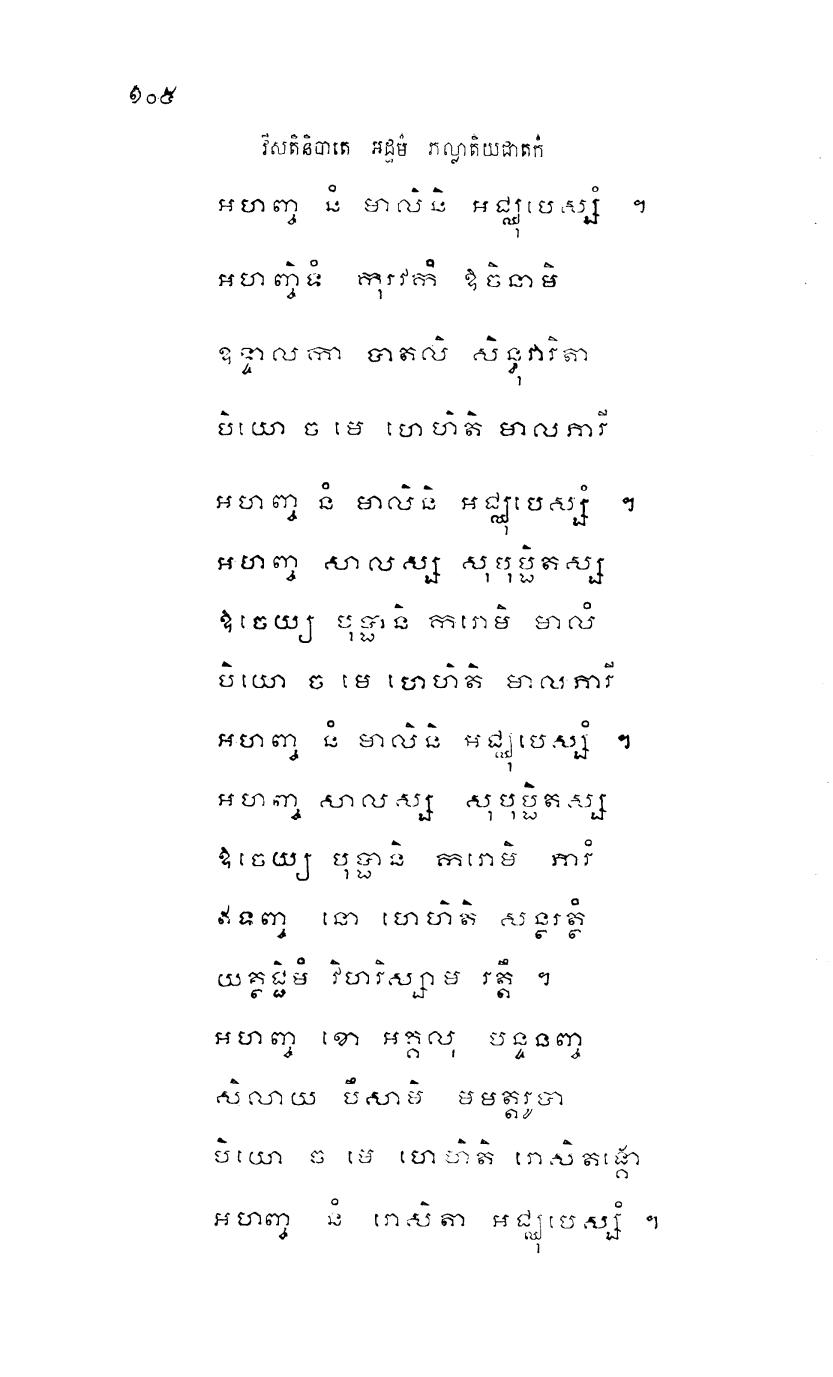 ១០៥
វីសតិនិបាតេ អដ្ឋមំ ភល្លាតិយជាតកំ
អហញ្ច នំ មាលិនិ អជ្ឈុបេស្សំ ។
អហញ្ចិទំ កុរវកំ ឱចិនាមិ
ឧទ្ទាលកា បាតលិ សិន្ទុវារិតា
បិយោ ច មេ ហេហិតិ មាលភារី
អហញ្ច នំ មាលិនិ អជ្ឈុបេស្សំ ។
អហញ្ច សាលស្ស សុបុប្ផិតស្ស
ឱចេយ្យ បុប្ផានិ ករោមិ មាលំ
បិយោ ច មេ ហេហិតិ មាលភារី
អហញ្ច នំ មាលិនិ អជ្ឈុបេស្សំ ។
អហញ្ច សាលស្ស សុបុប្ផិតស្ស
ឱចេយ្យ បុប្ផានិ ករោមិ ភារំ
ឥទញ្ច នោ ហេហិតិ សន្ថរត្ថំ
យត្ថជ្ជិមំ វិហរិស្សាម រត្តឹ ។
អហញ្ច ខោ អគ្គលុ ចន្ទនញ្ច
សិលាយ បឹសាមិ មមត្តរូបា
បិយោ ច មេ ហេហិតិ រោសិតង្គោ
អហញ្ច នំ រោសិតា អជ្ឈុបេស្សំ ។